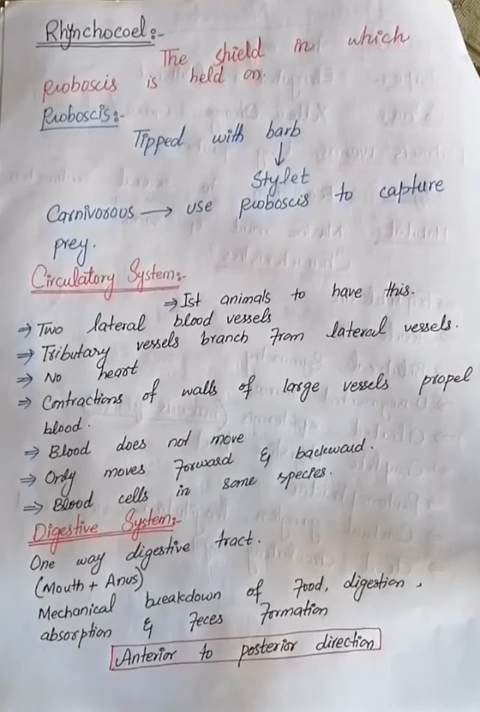 Rhynchocoel:-
The shield in which
proboscis is held on.
Proboscis:-
Tipped with barb
↓
Stylet
Carnivorous → use proboscis to capture
prey.
Circulatory System:-
⇒ Ist animals to have this.
⇒ Two lateral blood vessels
⇒ Tributary vessels branch from lateral vessels.
⇒ No heart
⇒ Contractions of walls of large vessels propel
blood.
⇒ Blood does not move
⇒ Only moves forward & backward.
⇒ Blood cells in some species.
Digestive System:-
One way digestive tract.
(Mouth + Anus)
Mechanical breakdown of food, digestion,
absorption & feces formation
Anterior to posterior direction